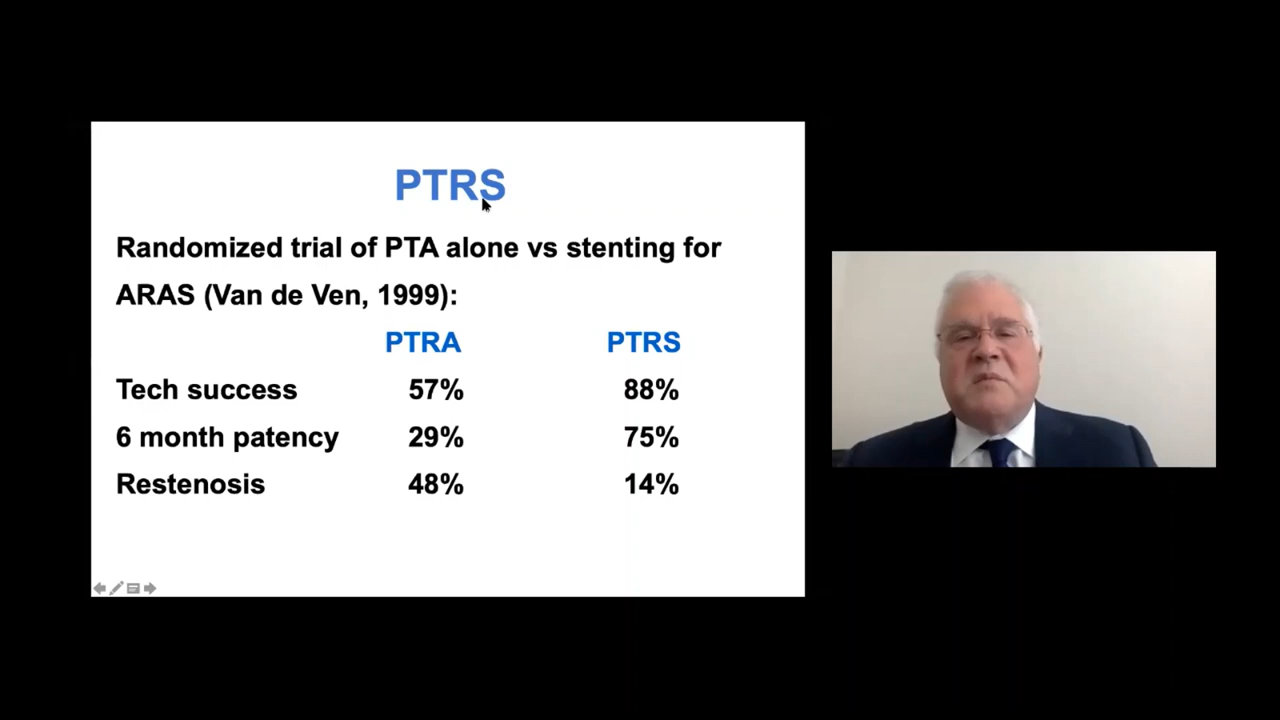 PTRS
Randomized trial of PTA alone vs stenting for
ARAS (Van de Ven, 1999):
PTRA PTRS
Tech success 57% 88%
6 month patency 29% 75%
Restenosis 48% 14%